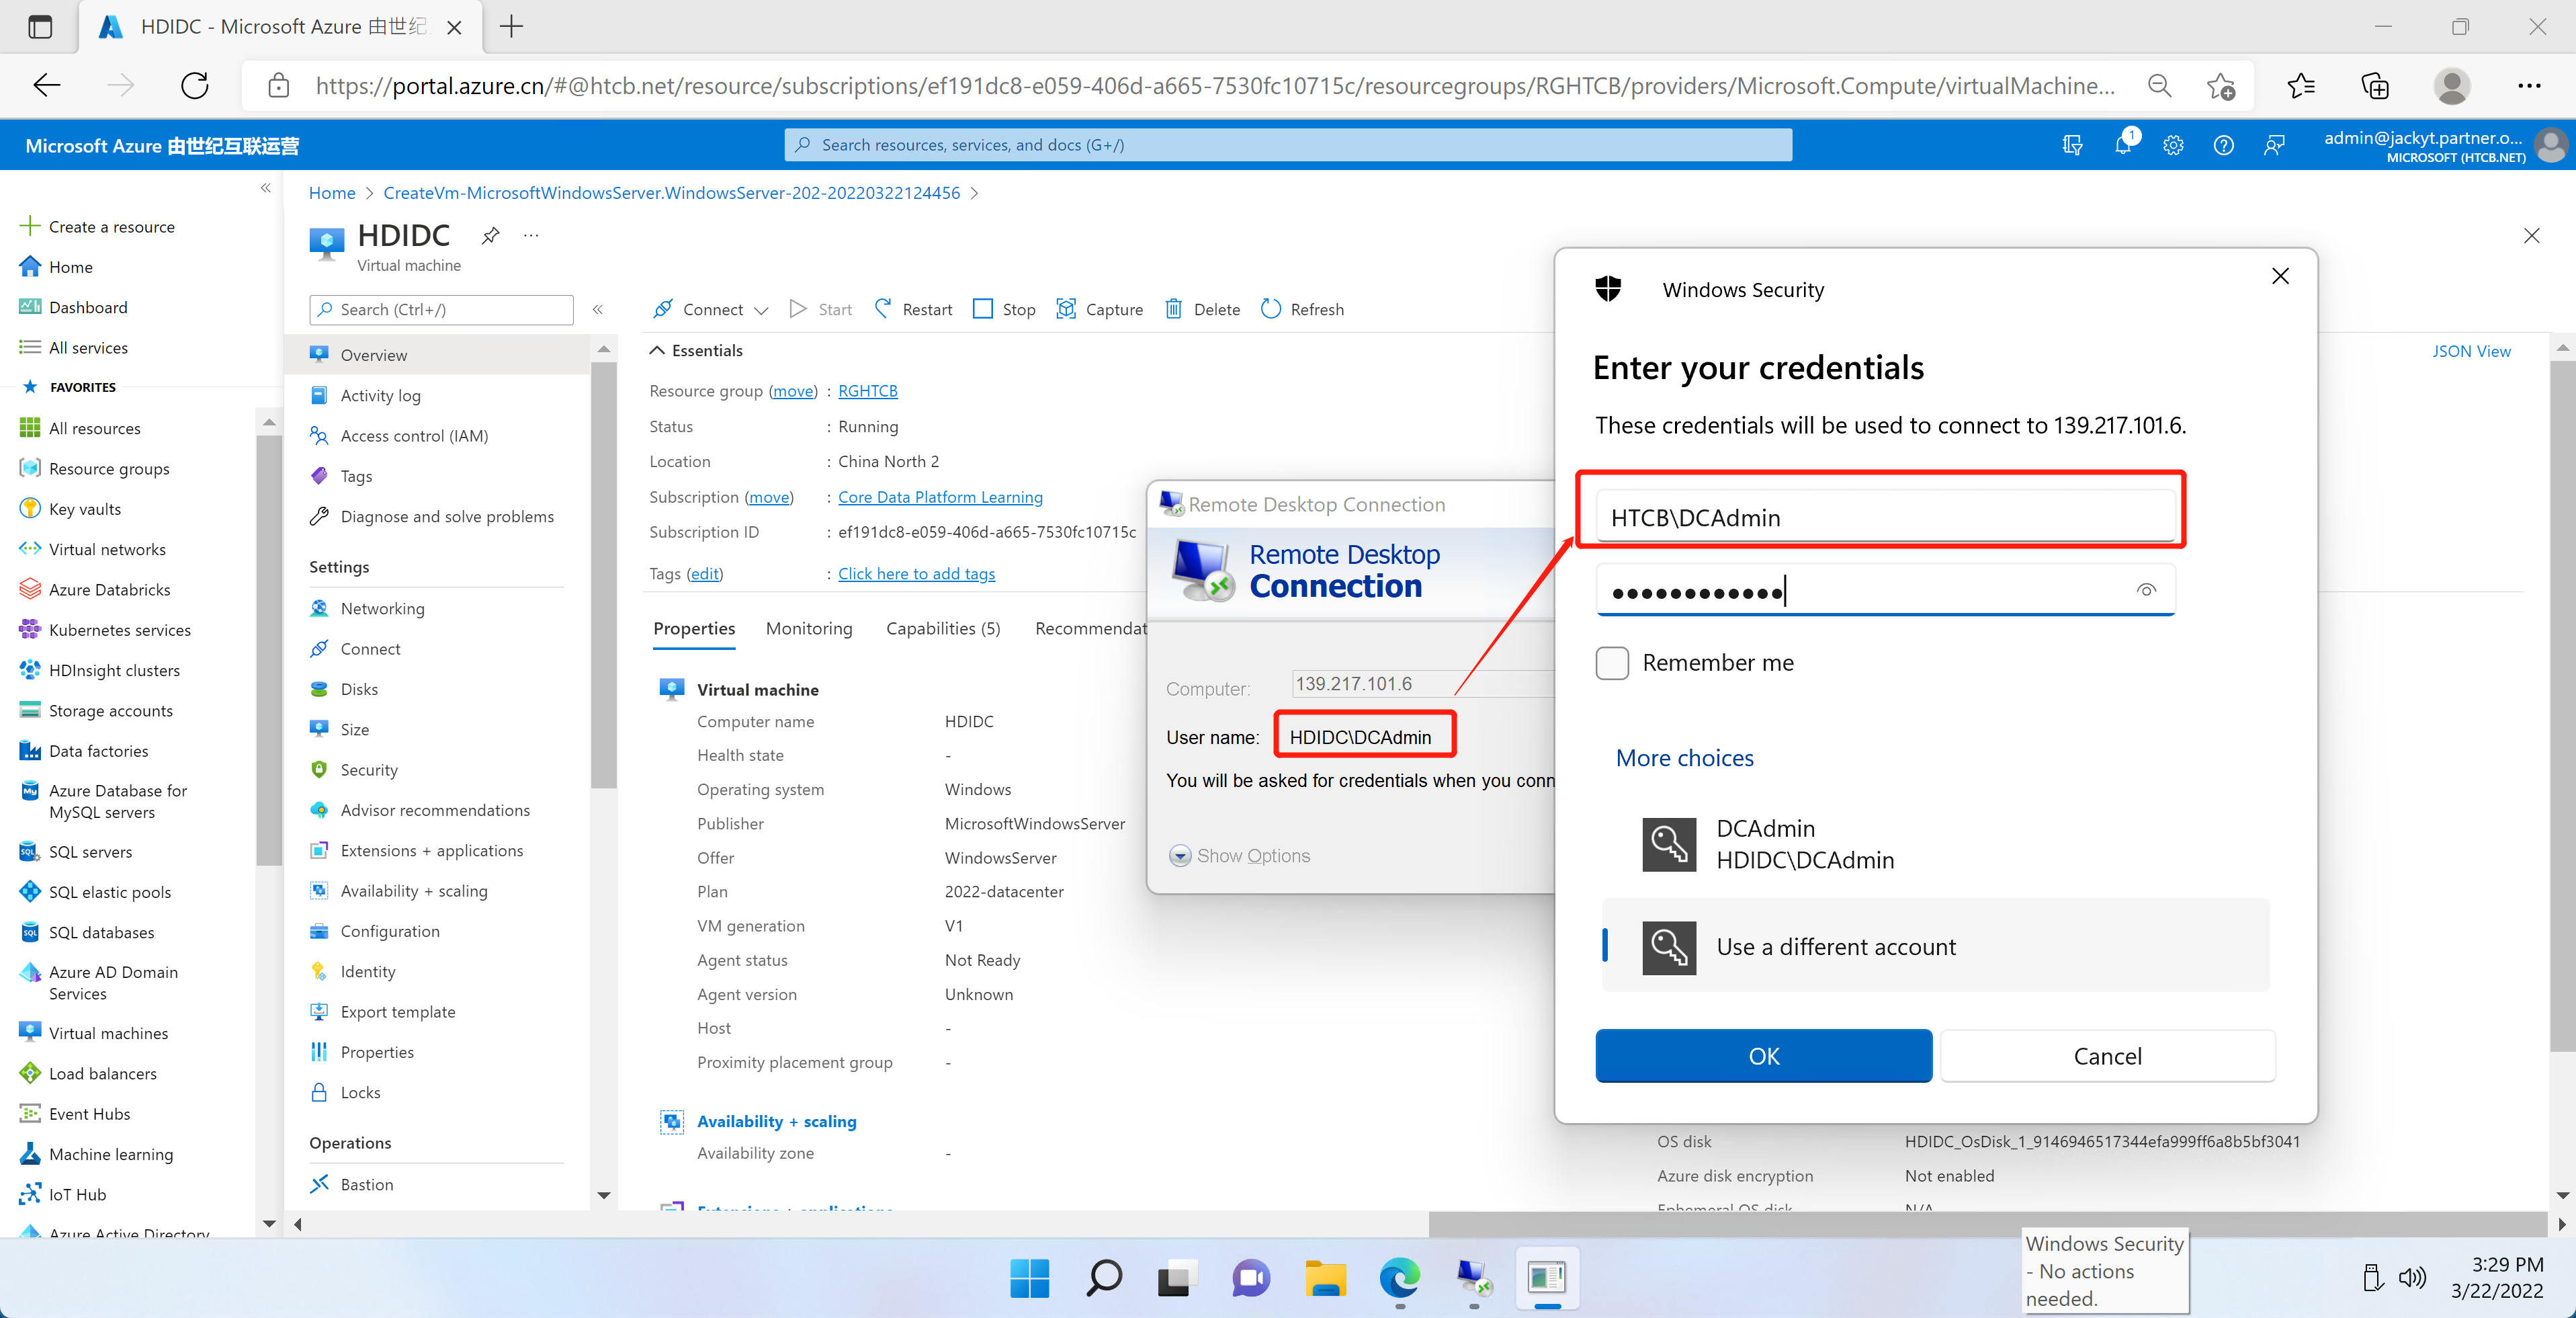 HDIDC - Microsoft Azure 由世纪
https://portal.azure.cn/#@htcb.net/resource/subscriptions/ef191dc8-e059-406d-a665-7530fc10715c/resourcegroups/RGHTCB/providers/Microsoft.Compute/virtualMachine...
Microsoft Azure 由世纪互联运营
Search resources, services, and docs (G+/)
1
admin@jackyt.partner.o...
MICROSOFT (HTCB.NET)
Create a resource
Home
Dashboard
All services
FAVORITES
All resources
Resource groups
Key vaults
Virtual networks
Azure Databricks
Kubernetes services
HDInsight clusters
Storage accounts
Data factories
Azure Database for
MySQL servers
SQL servers
SQL elastic pools
SQL databases
Azure AD Domain
Services
Virtual machines
Load balancers
Event Hubs
Machine learning
IoT Hub
Azure Active Directory
Home > CreateVm-MicrosoftWindowsServer.WindowsServer-202-20220322124456 >
HDIDC
...
Virtual machine
Search (Ctrl+/)
Overview
Activity log
Access control (IAM)
Tags
Diagnose and solve problems
Settings
Networking
Connect
Disks
Size
Security
Advisor recommendations
Extensions + applications
Availability + scaling
Configuration
Identity
Export template
Properties
Locks
Operations
Bastion
Connect
Start
Restart
Stop
Capture
Delete
Refresh
Essentials
JSON View
Resource group (move) : RGHTCB
Status : Running
Location : China North 2
Subscription (move) : Core Data Platform Learning
Subscription ID : ef191dc8-e059-406d-a665-7530fc10715c
Tags (edit) : Click here to add tags
Properties Monitoring Capabilities (5) Recommendat
Virtual machine
Computer name HDIDC
Health state -
Operating system Windows
Publisher MicrosoftWindowsServer
Offer WindowsServer
Plan 2022-datacenter
VM generation V1
Agent status Not Ready
Agent version Unknown
Host -
Proximity placement group -
Availability + scaling
Availability zone -
Extensions + applications
OS disk HDIDC_OsDisk_1_9146946517344efa999ff6a8b5bf3041
Azure disk encryption Not enabled
Ephemeral OS disk N/A
Remote Desktop Connection
Remote Desktop
Connection
Computer: 139.217.101.6
User name: HDIDC\DCAdmin
You will be asked for credentials when you conn
Show Options
Windows Security
Enter your credentials
These credentials will be used to connect to 139.217.101.6.
HTCB\DCAdmin
●●●●●●●●●●●●
Remember me
More choices
DCAdmin
HDIDC\DCAdmin
Use a different account
OK
Cancel
Windows Security
- No actions
needed.
3:29 PM
3/22/2022